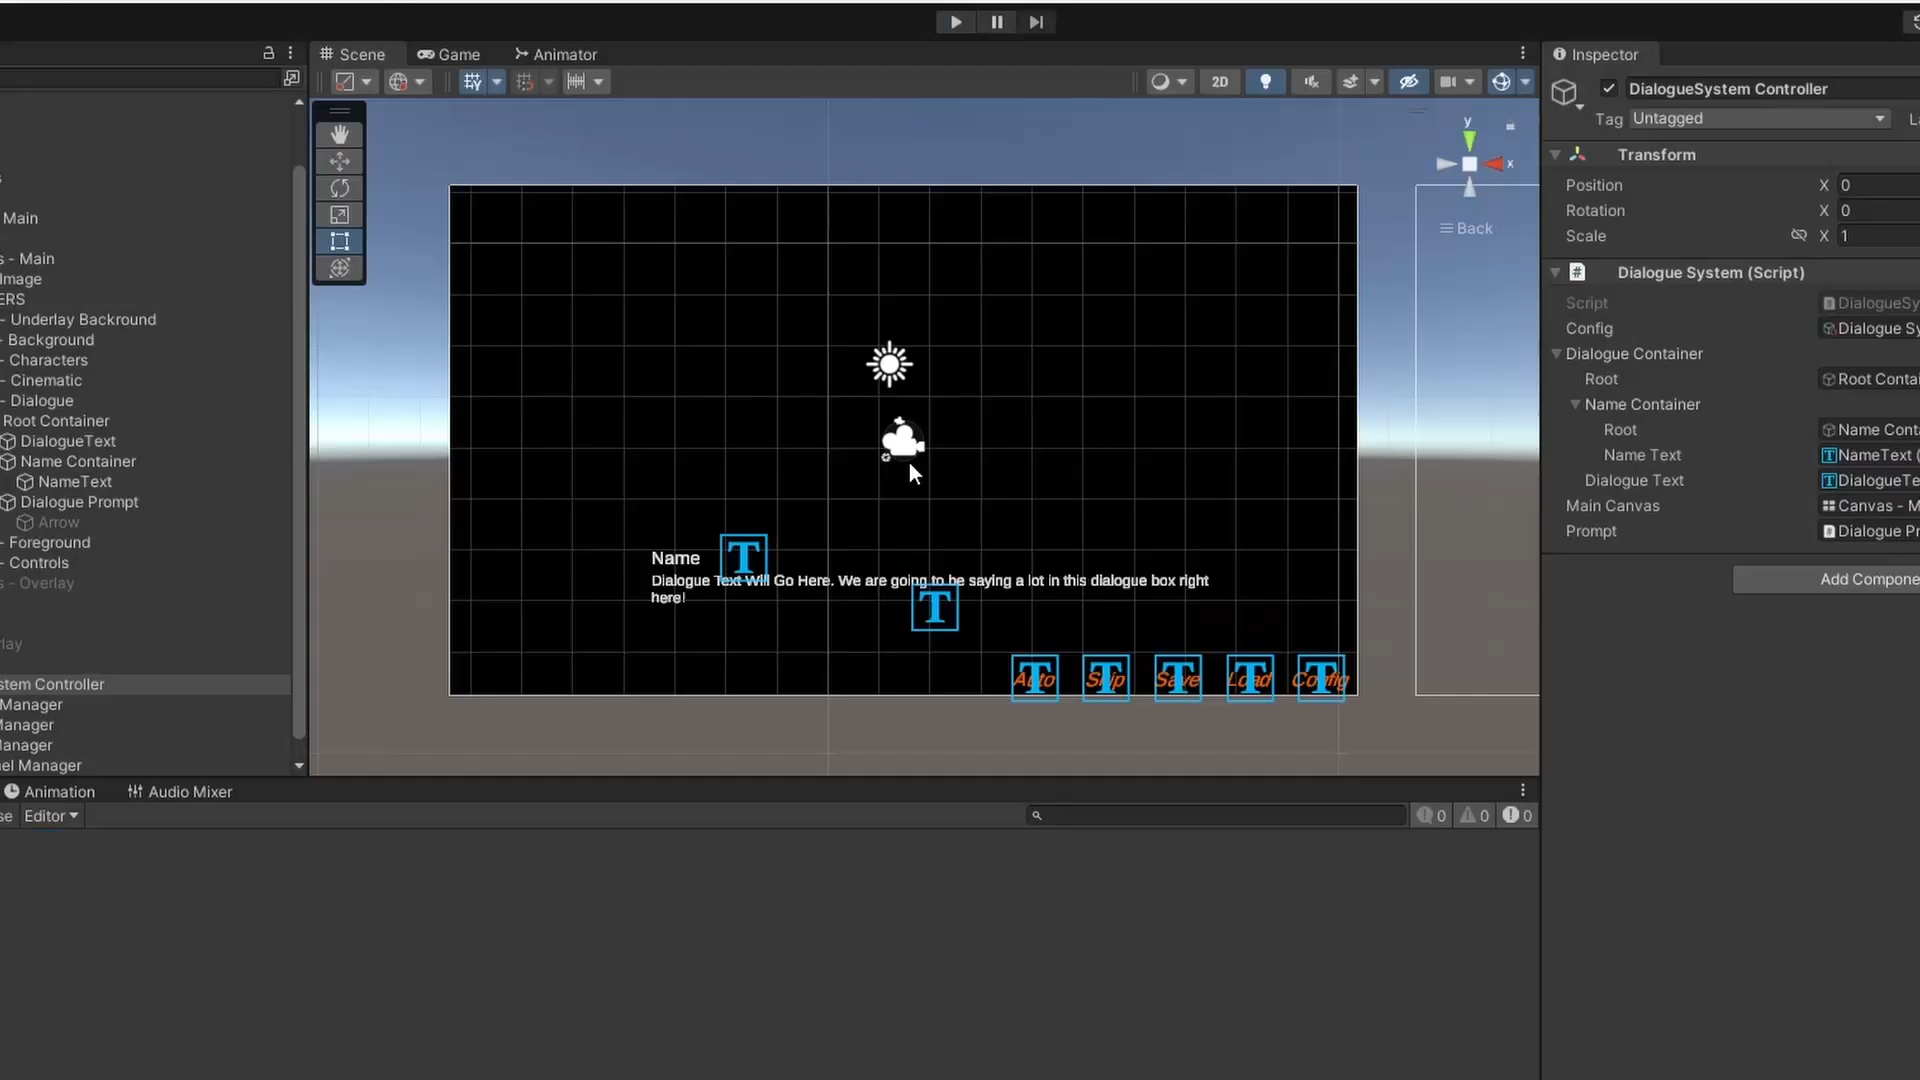 Scene
Game
Animator
2D
y
x
Back
Main
s - Main
Image
ERS
- Underlay Backround
- Background
- Characters
- Cinematic
- Dialogue
Root Container
DialogueText
Name Container
NameText
Dialogue Prompt
Arrow
- Foreground
- Controls
s - Overlay
lay
stem Controller
Manager
Manager
anager
el Manager
Name
Dialogue Text Will Go Here. We are going to be saying a lot in this dialogue box right
here!
Auto
Skip
Save
Load
Config
Animation
Audio Mixer
se
Editor
0
0
0
Inspector
DialogueSystem Controller
Tag
Untagged
La
Transform
Position
X
0
Rotation
X
0
Scale
X
1
Dialogue System (Script)
Script
DialogueSy
Config
Dialogue Sy
Dialogue Container
Root
Root Contai
Name Container
Root
Name Conta
Name Text
NameText (
Dialogue Text
DialogueTe
Main Canvas
Canvas - M
Prompt
Dialogue Pr
Add Compone